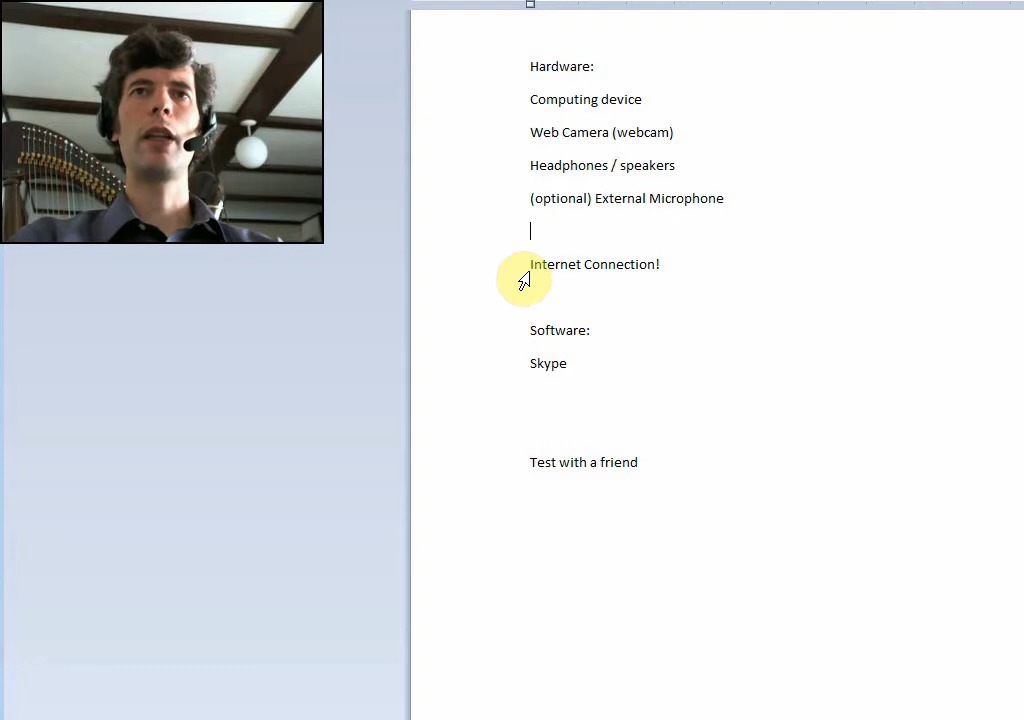 Hardware:
Computing device
Web Camera (webcam)
Headphones / speakers
(optional) External Microphone
Internet Connection!
Software:
Skype
Test with a friend